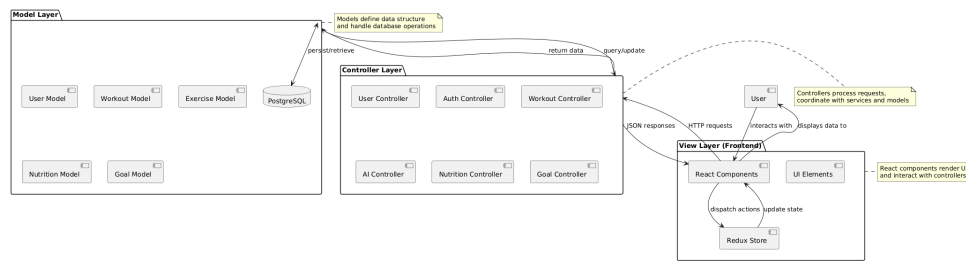 Model Layer
Models define data structure
and handle database operations
persist/retrieve
return data
query/update
User Model
Workout Model
Exercise Model
PostgreSQL
Nutrition Model
Goal Model
Controller Layer
User Controller
Auth Controller
Workout Controller
AI Controller
Nutrition Controller
Goal Controller
Controllers process requests,
coordinate with services and models
User
JSON responses
HTTP requests
interacts with
displays data to
View Layer (Frontend)
React Components
UI Elements
React components render U
and interact with controllers
dispatch actions
update state
Redux Store